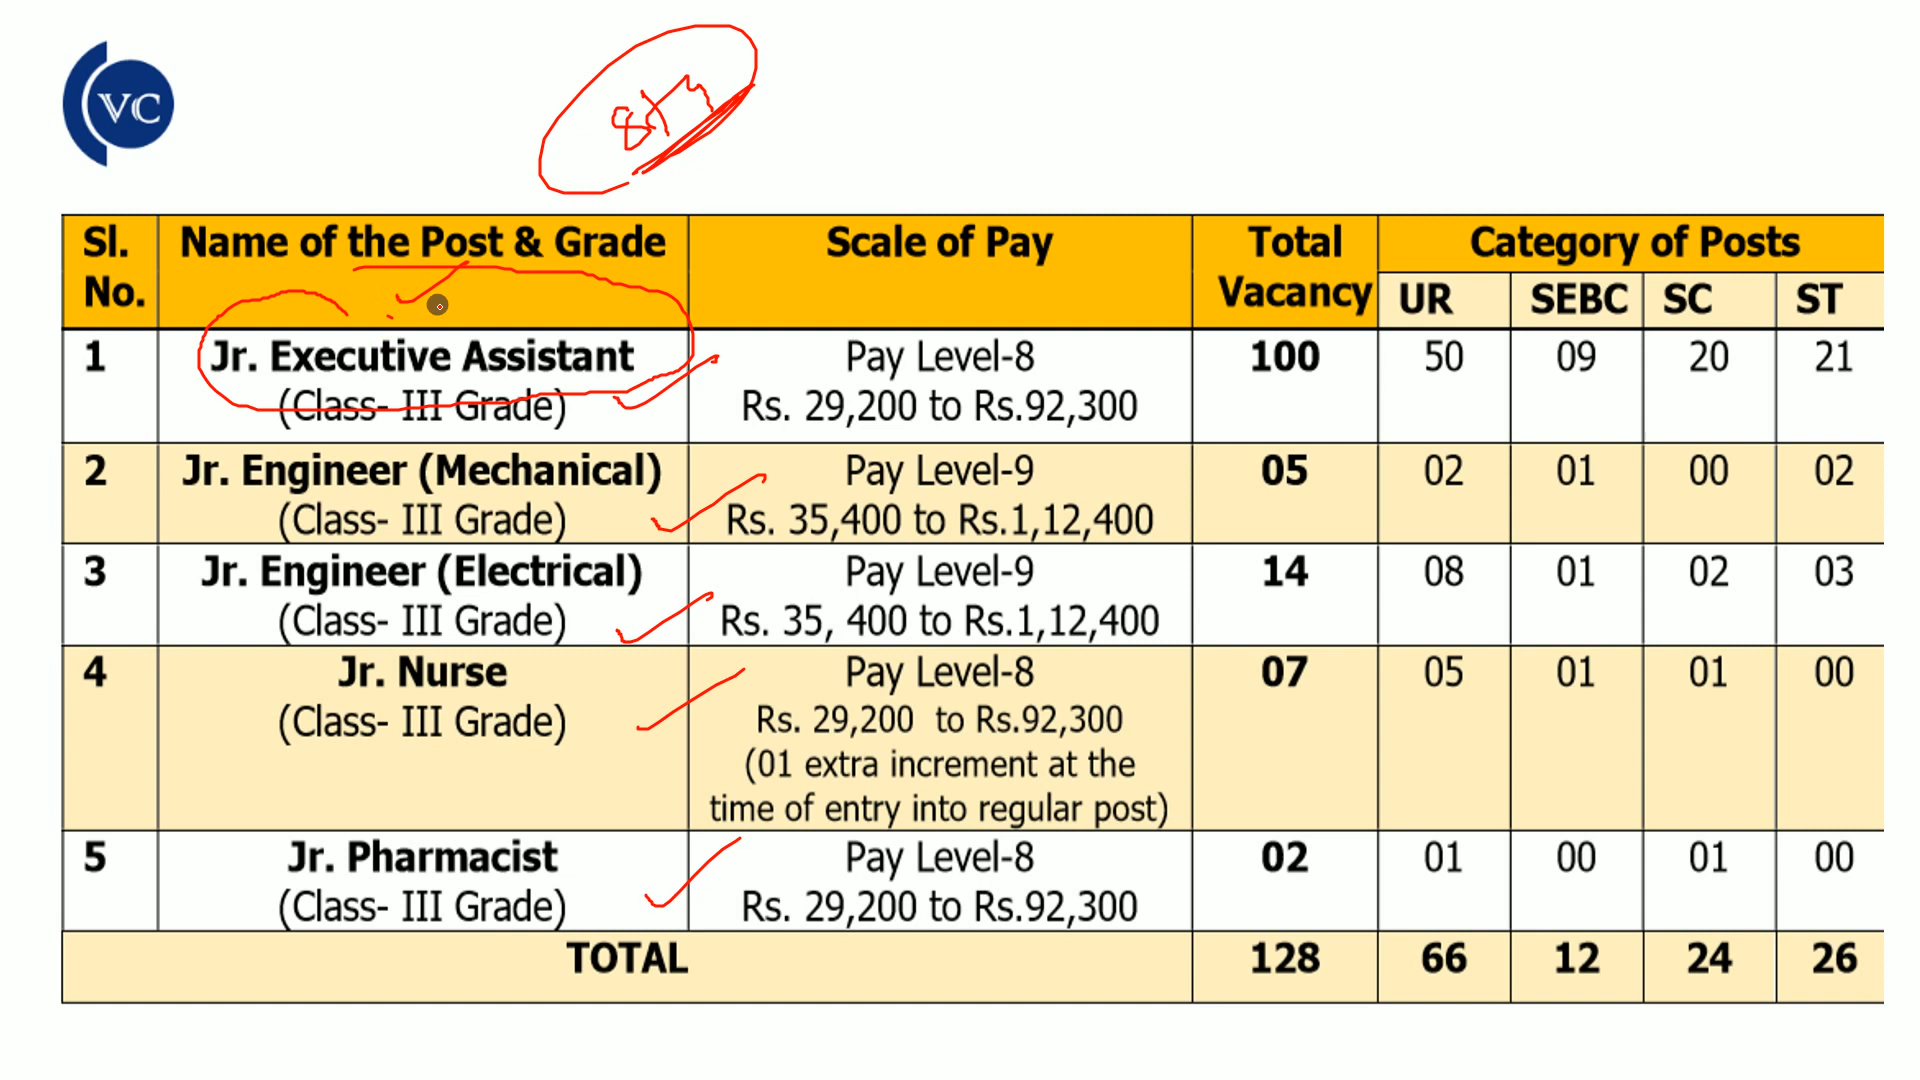 VC
Sl. No. Name of the Post & Grade Scale of Pay Total Vacancy Category of Posts
UR SEBC SC ST
1 Jr. Executive Assistant Pay Level-8 100 50 09 20 21
(Class- III Grade) Rs. 29,200 to Rs.92,300
2 Jr. Engineer (Mechanical) Pay Level-9 05 02 01 00 02
(Class- III Grade) Rs. 35,400 to Rs.1,12,400
3 Jr. Engineer (Electrical) Pay Level-9 14 08 01 02 03
(Class- III Grade) Rs. 35, 400 to Rs.1,12,400
4 Jr. Nurse Pay Level-8 07 05 01 01 00
(Class- III Grade) Rs. 29,200 to Rs.92,300
(01 extra increment at the
time of entry into regular post)
5 Jr. Pharmacist Pay Level-8 02 01 00 01 00
(Class- III Grade) Rs. 29,200 to Rs.92,300
TOTAL 128 66 12 24 26